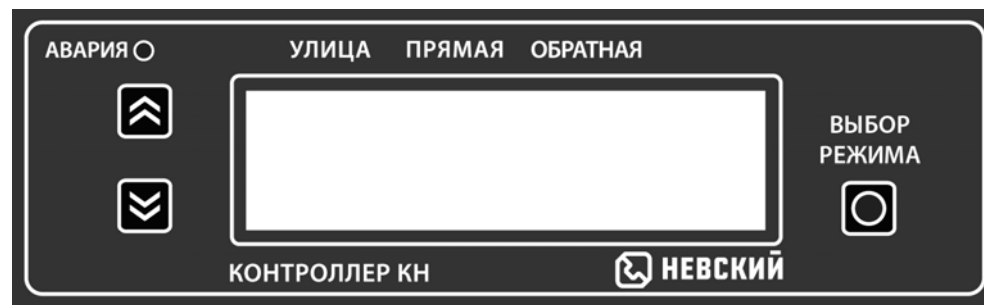 АВАРИЯ УЛИЦА ПРЯМАЯ ОБРАТНАЯ
ВЫБОР
РЕЖИМА
КОНТРОЛЛЕР КН НЕВСКИЙ